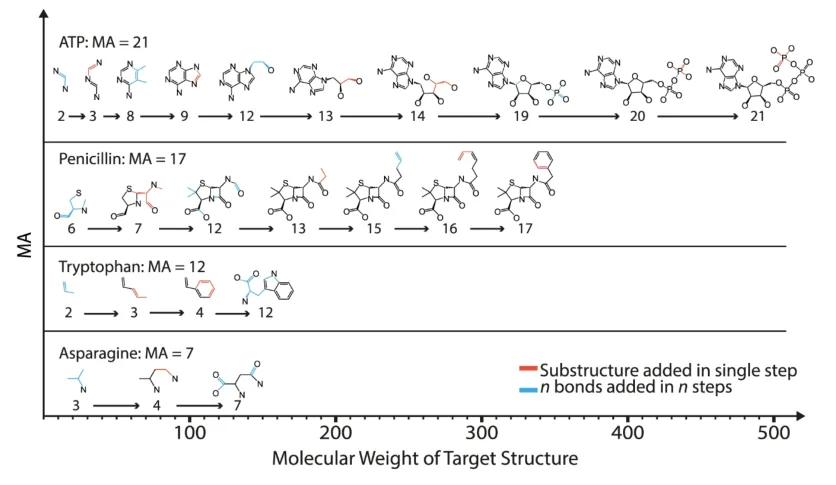 ATP: MA = 21
2 → 3 → 8 → 9 → 12 → 13 → 14 → 19 → 20 → 21
Penicillin: MA = 17
6 → 7 → 12 → 13 → 15 → 16 → 17
Tryptophan: MA = 12
2 → 3 → 4 → 12
Asparagine: MA = 7
3 → 4 → 7
Substructure added in single step
n bonds added in n steps
MA
100 200 300 400 500
Molecular Weight of Target Structure